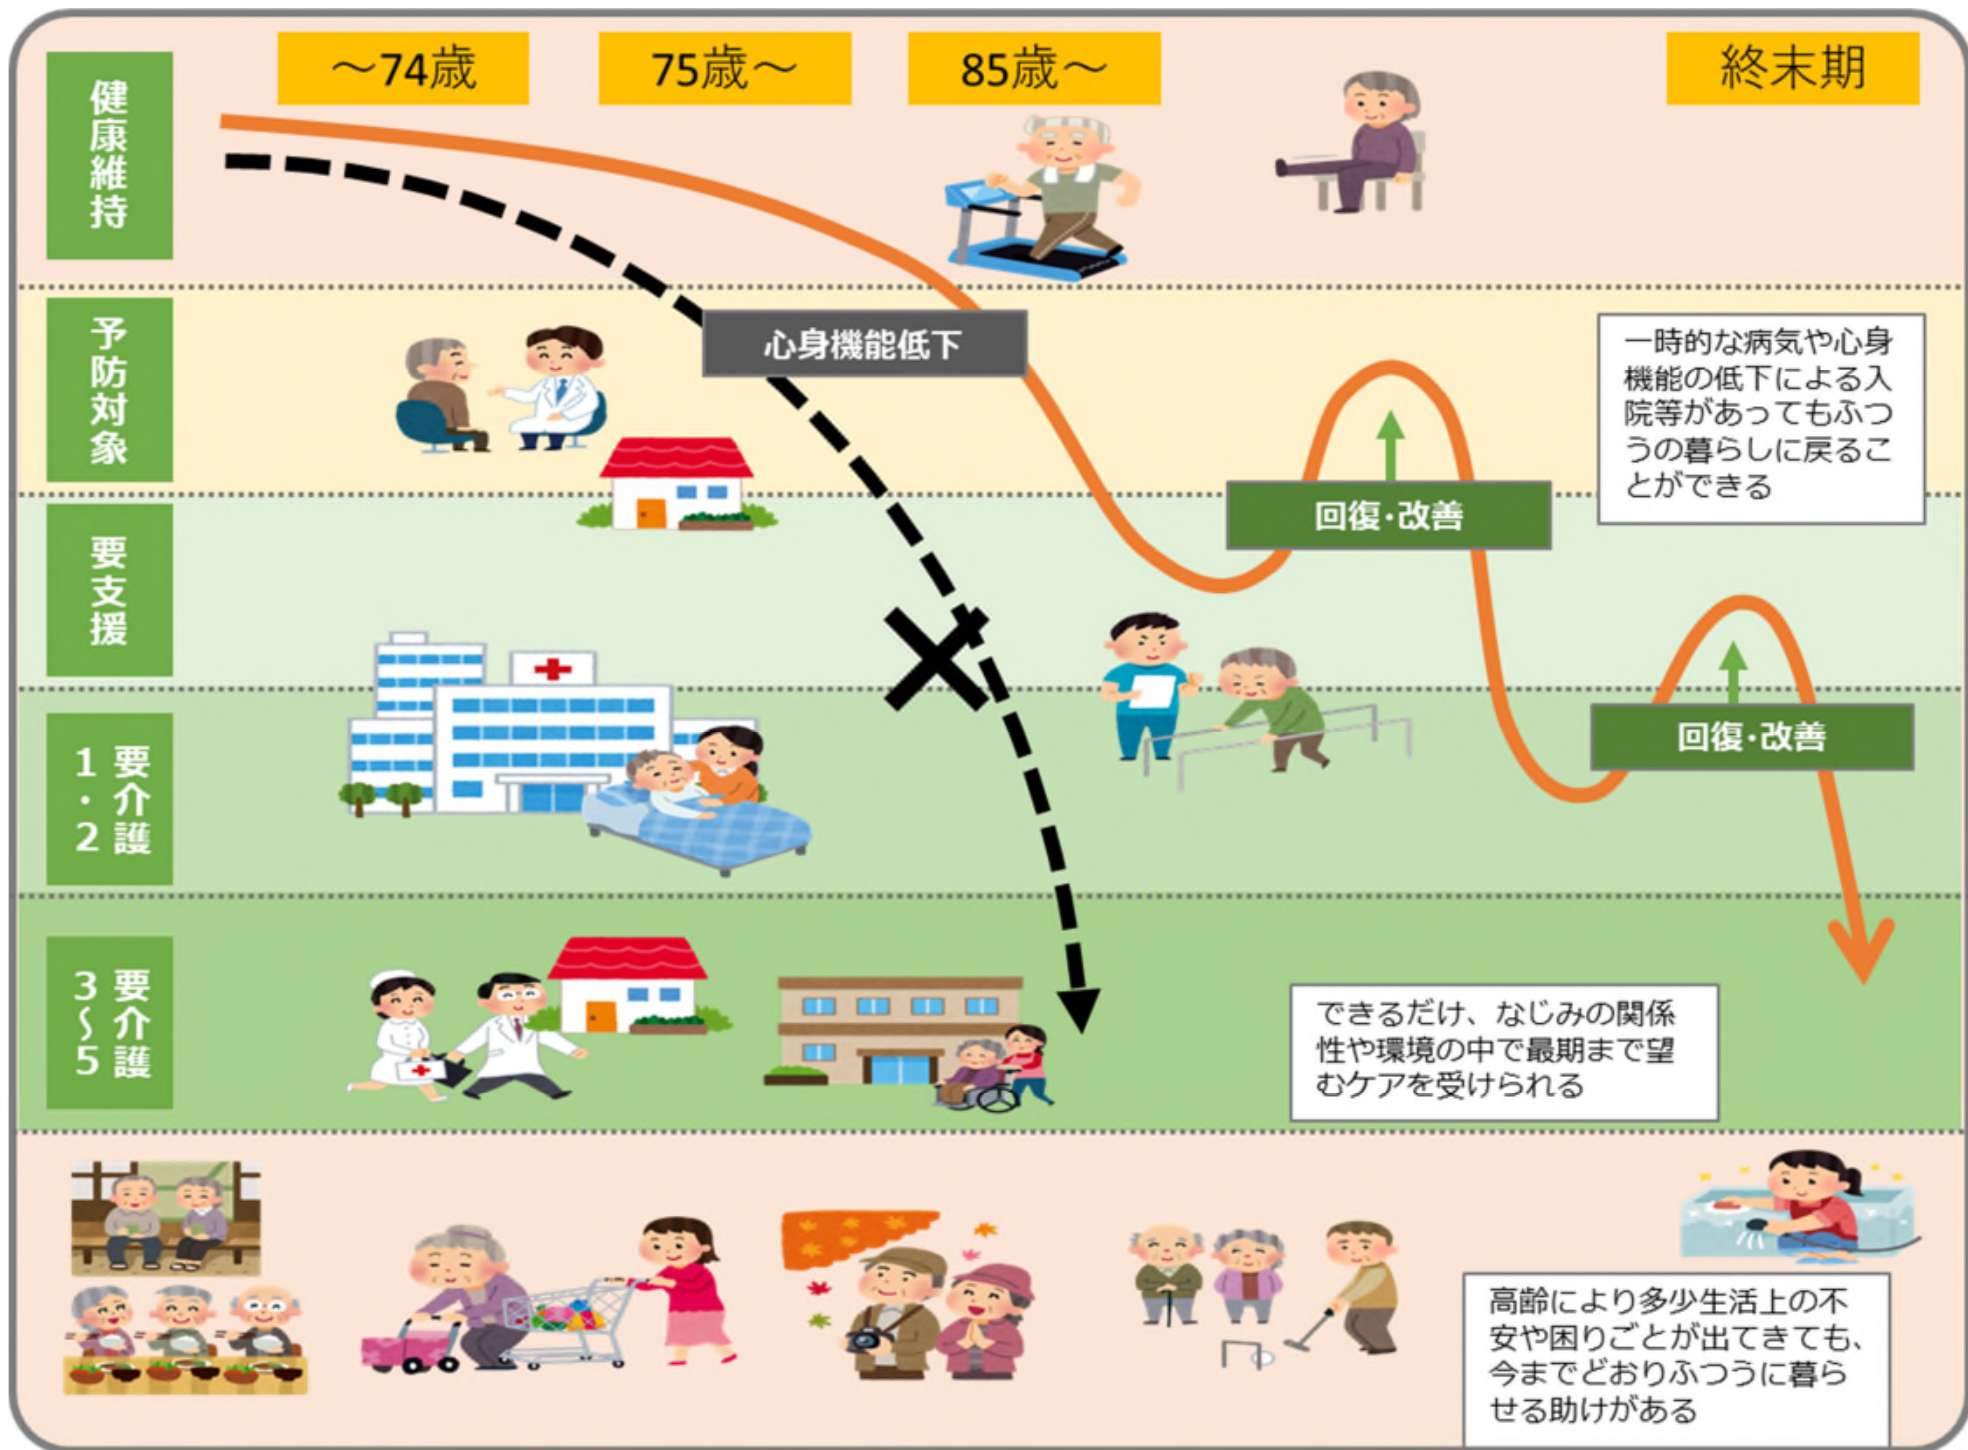 ～74歳
75歳～
85歳～
終末期
健康維持
予防対象
心身機能低下
一時的な病気や心身
機能の低下による入
院等があってもふつ
うの暮らしに戻るこ
とができる
要支援
回復・改善
要介護
1・2
回復・改善
要介護
3～5
できるだけ、なじみの関係
性や環境の中で最期まで望
むケアを受けられる
高齢により多少生活上の不
安や困りごとが出てきても、
今までどおりふつうに暮ら
せる助けがある